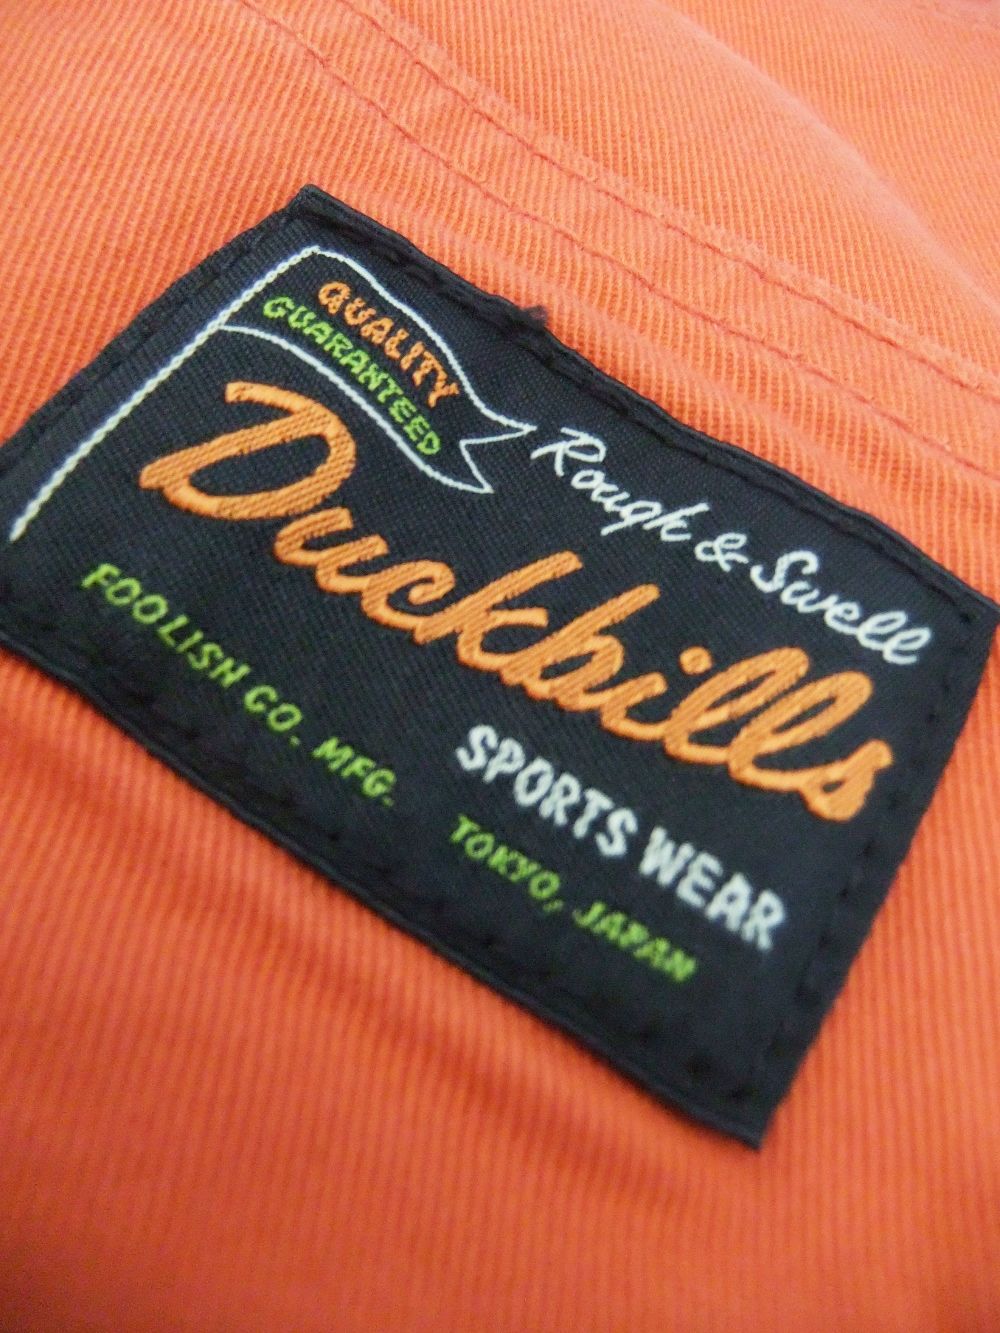 QUALITY
GUARANTEED
Rough & Swell
Duckbills
SPORTS WEAR
FOOLISH CO. MFG.
TOKYO, JAPAN